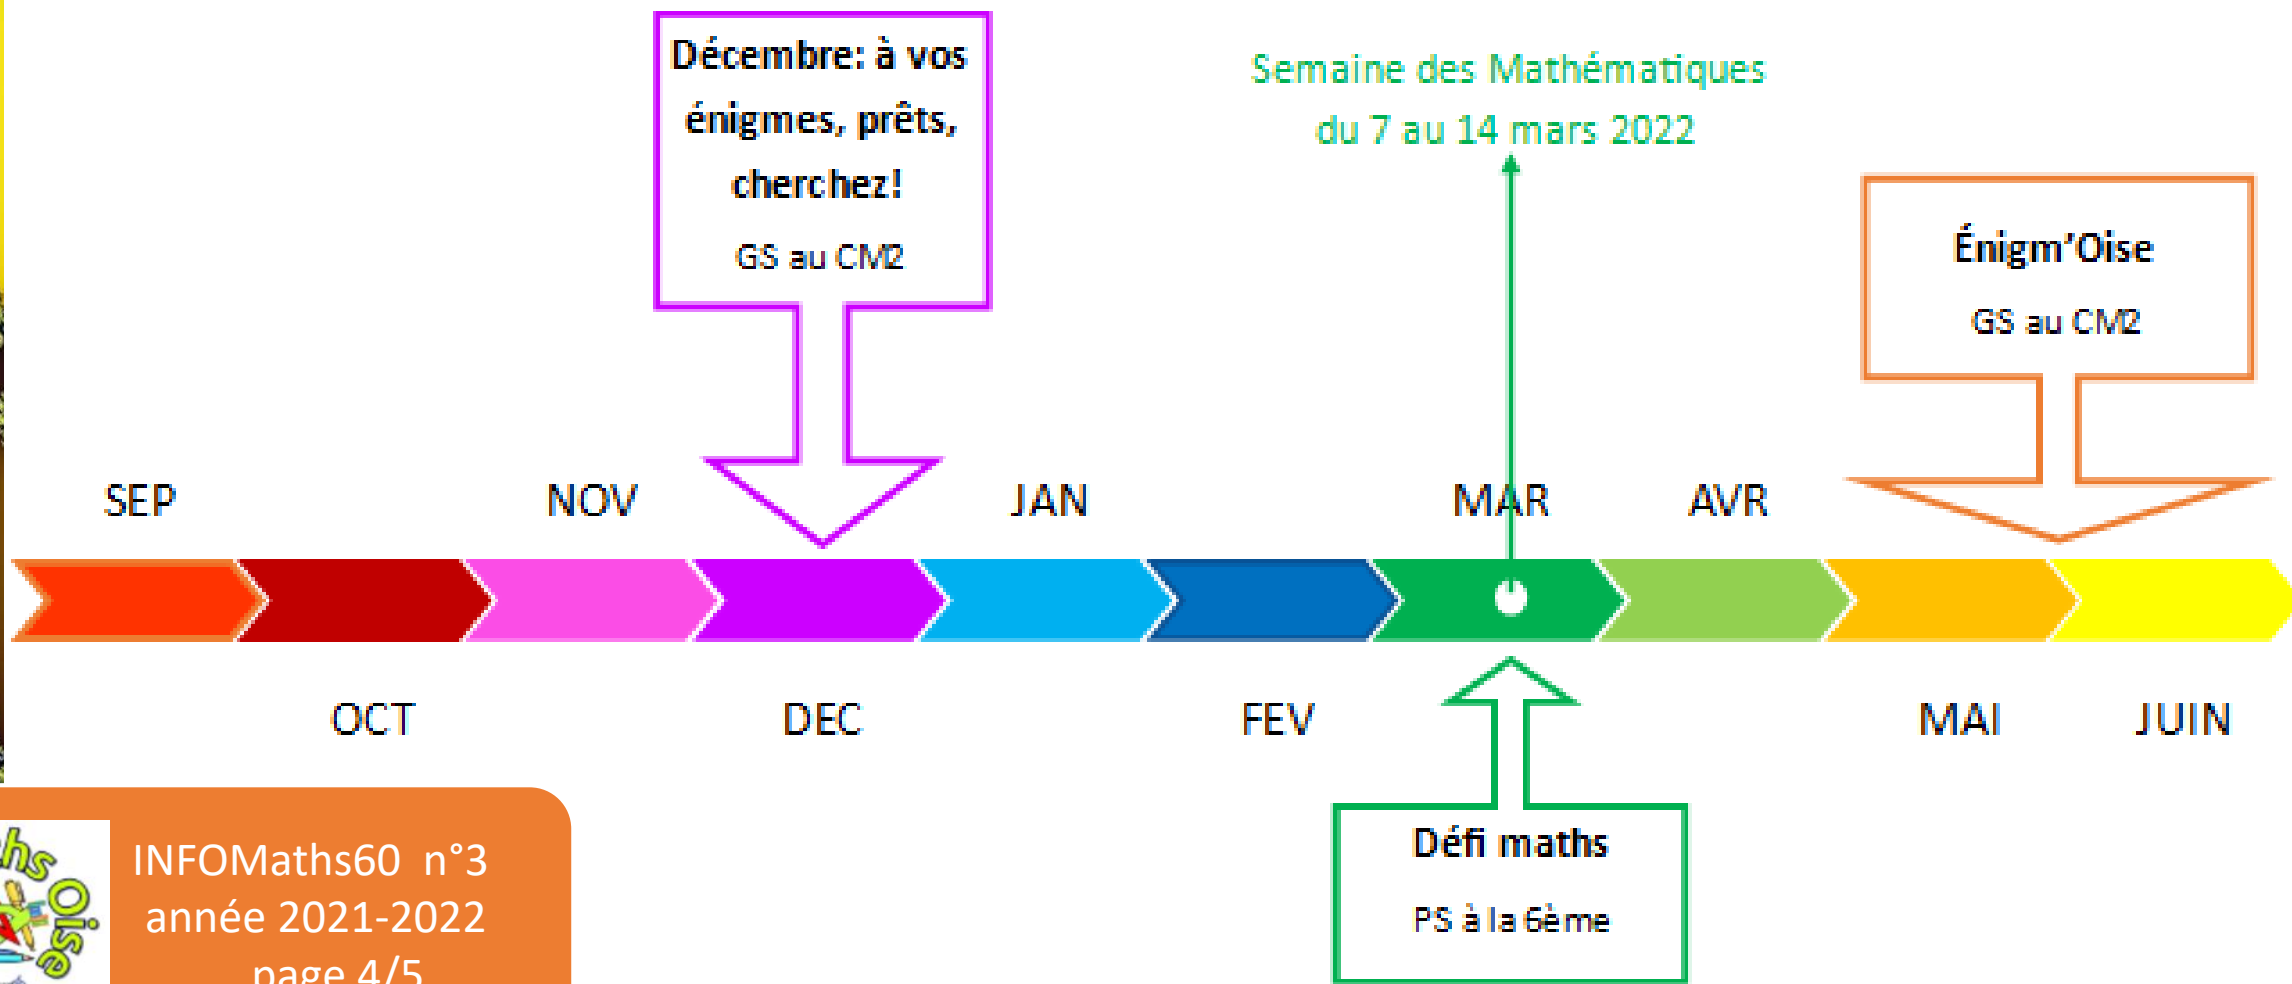 Décembre: à vos
énigmes, prêts,
cherchez!
GS au CM2
Semaine des Mathématiques
du 7 au 14 mars 2022
Énigm’Oise
GS au CM2
SEP
NOV
JAN
MAR
AVR
OCT
DEC
FEV
MAI
JUIN
Défi maths
PS à la 6ème
INFOMaths60 n°3
année 2021-2022
page 4/5
Oise